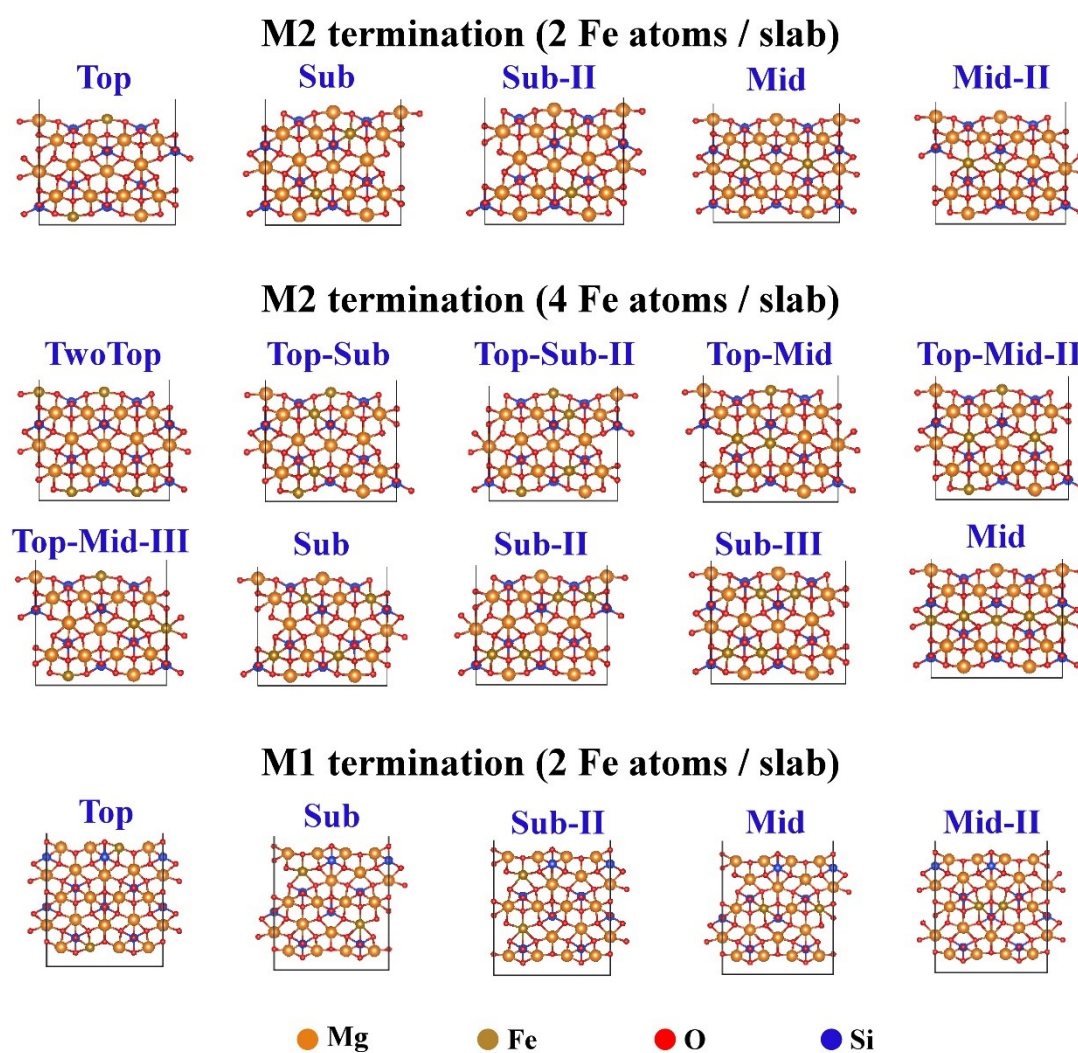 M2 termination (2 Fe atoms / slab)
Top Sub Sub-II Mid Mid-II
M2 termination (4 Fe atoms / slab)
TwoTop Top-Sub Top-Sub-II Top-Mid Top-Mid-II
Top-Mid-III Sub Sub-II Sub-III Mid
M1 termination (2 Fe atoms / slab)
Top Sub Sub-II Mid Mid-II
Mg Fe O Si